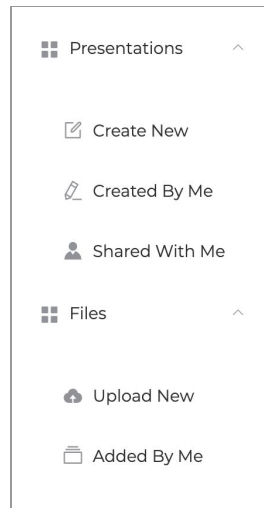 Presentations
Create New
Created By Me
Shared With Me
Files
Upload New
Added By Me